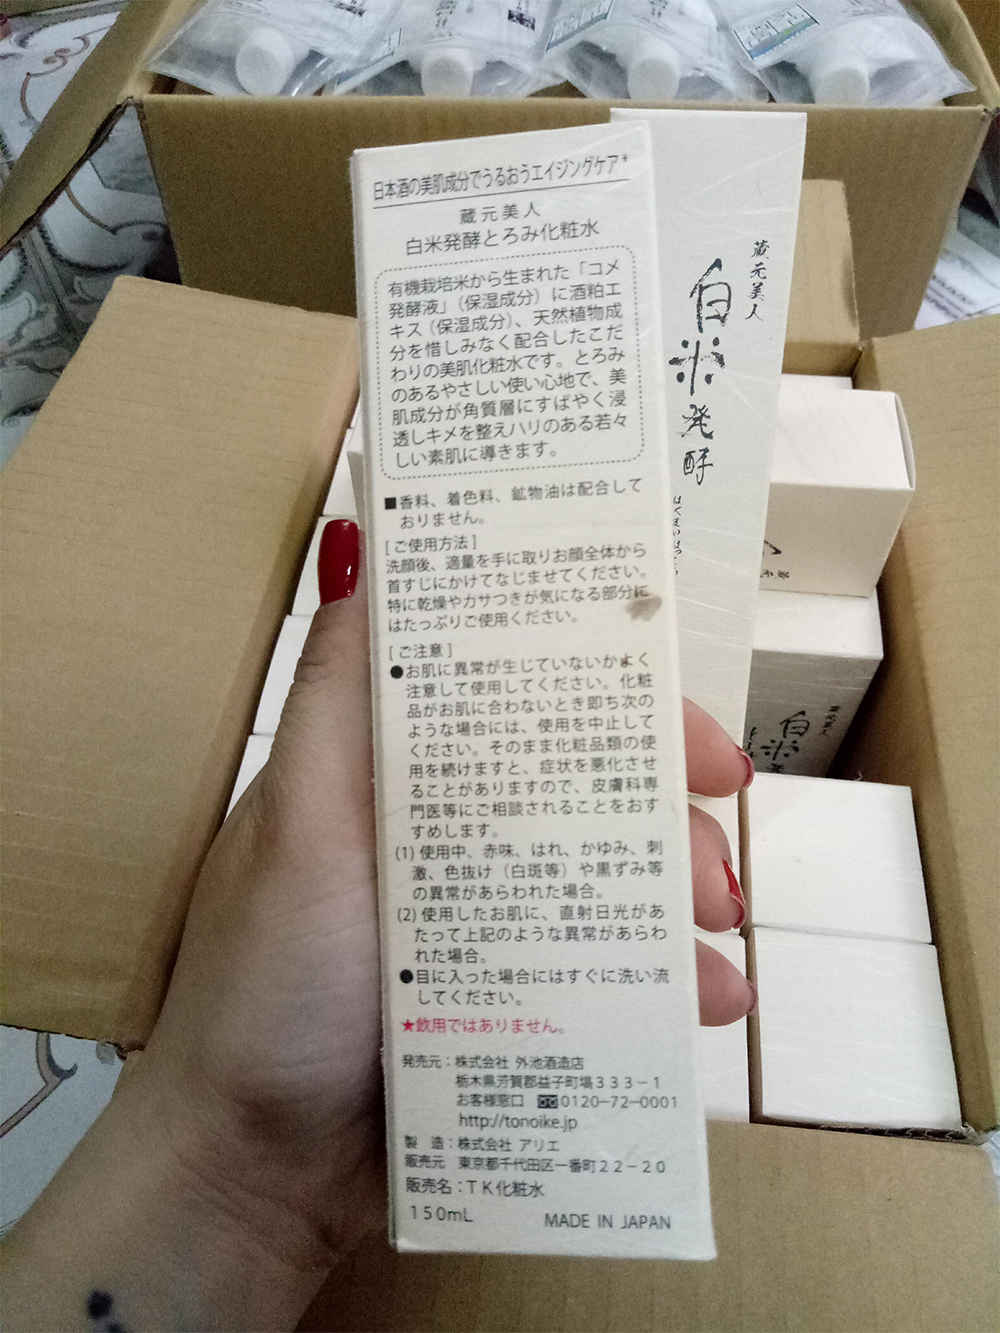 日本酒の美肌成分でうるおうエイジングケア*
蔵元美人
白米発酵とろみ化粧水
有機栽培米から生まれた「コメ
発酵液」(保湿成分)に酒粕エ
キス(保湿成分)、天然植物成
分を惜しみなく配合したこだ
わりの美肌化粧水です。とろみ
のあるやさしい使い心地で、美
肌成分が角質層にすばやく浸
透しキメを整えハリのある若々
しい素肌に導きます。
■香料、着色料、鉱物油は配合して
おりません。
[ご使用方法]
洗顔後、適量を手に取りお顔全体から
首すじにかけてなじませてください。
特に乾燥やカサつきが気になる部分に
はたっぷりご使用ください。
[ご注意]
●お肌に異常が生じていないかよく
注意して使用してください。化粧
品がお肌に合わないとき即ち次の
ような場合には、使用を中止して
ください。そのまま化粧品類の使
用を続けますと、症状を悪化させ
ることがありますので、皮膚科専
門医等にご相談されることをおす
すめします。
(1) 使用中、赤味、はれ、かゆみ、刺
激、色抜け(白斑等)や黒ずみ等
の異常があらわれた場合。
(2) 使用したお肌に、直射日光があ
たって上記のような異常があらわ
れた場合。
●目に入った場合にはすぐに洗い流
してください。
★飲用ではありません。
発売元:株式会社 外池酒造店
栃木県芳賀郡益子町塙333-1
お客様窓口 0120-72-0001
http://tonoike.jp
製 造:株式会社 アリエ
販売元 東京都千代田区一番町22-20
販売名:TK化粧水
150mL MADE IN JAPAN
蔵元美人
白米発酵
はくまいはっこう
蔵元
蔵元美人
白米